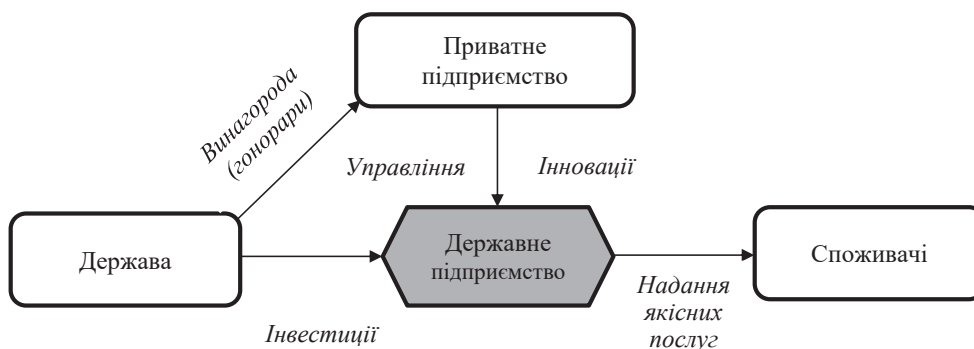 Приватне
підприємство
Винагорода
(гонорари)
Управління
Інновації
Держава
Державне
підприємство
Споживачі
Інвестиції
Надання
якісних
послуг